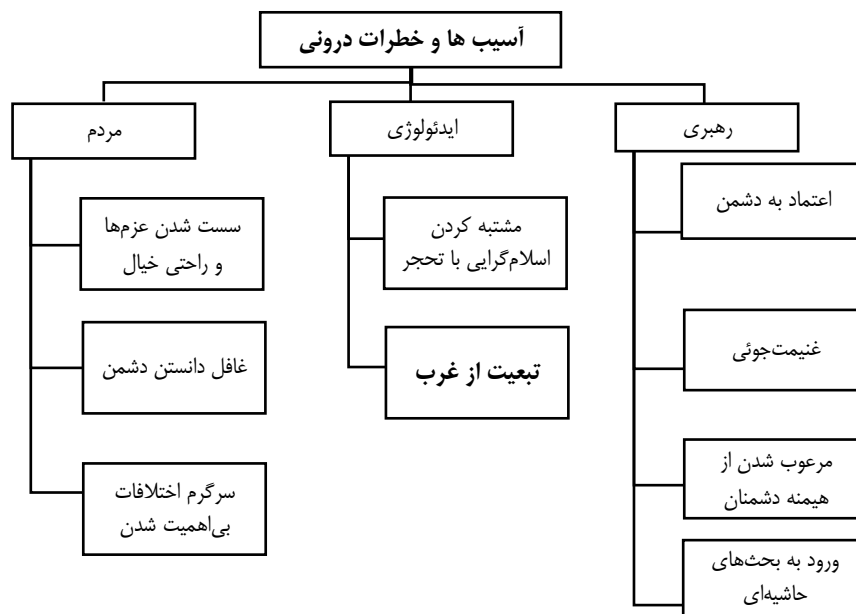 آسیب ها و خطرات درونی
رهبری
ایدئولوژی
مردم
اعتماد به دشمن
غنیمت‌جوئی
مرعوب شدن از
هیمنه دشمنان
ورود به بحث‌های
حاشیه‌ای
مشتبه کردن
اسلام‌گرایی با تحجر
تبعیت از غرب
سست شدن عزم‌ها
و راحتی خیال
غافل دانستن دشمن
سرگرم اختلافات
بی‌اهمیت شدن